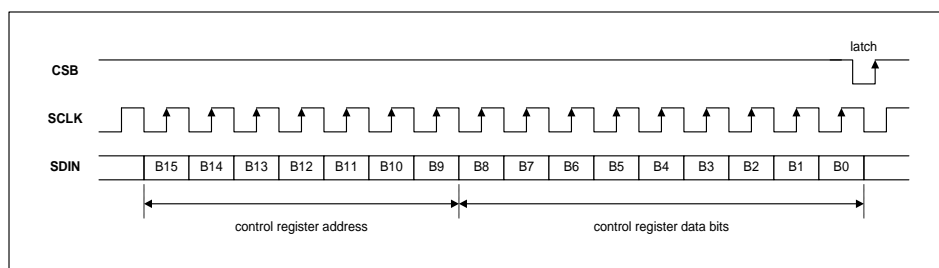 latch
CSB
SCLK
SDIN B15 B14 B13 B12 B11 B10 B9 B8 B7 B6 B5 B4 B3 B2 B1 B0
control register address control register data bits